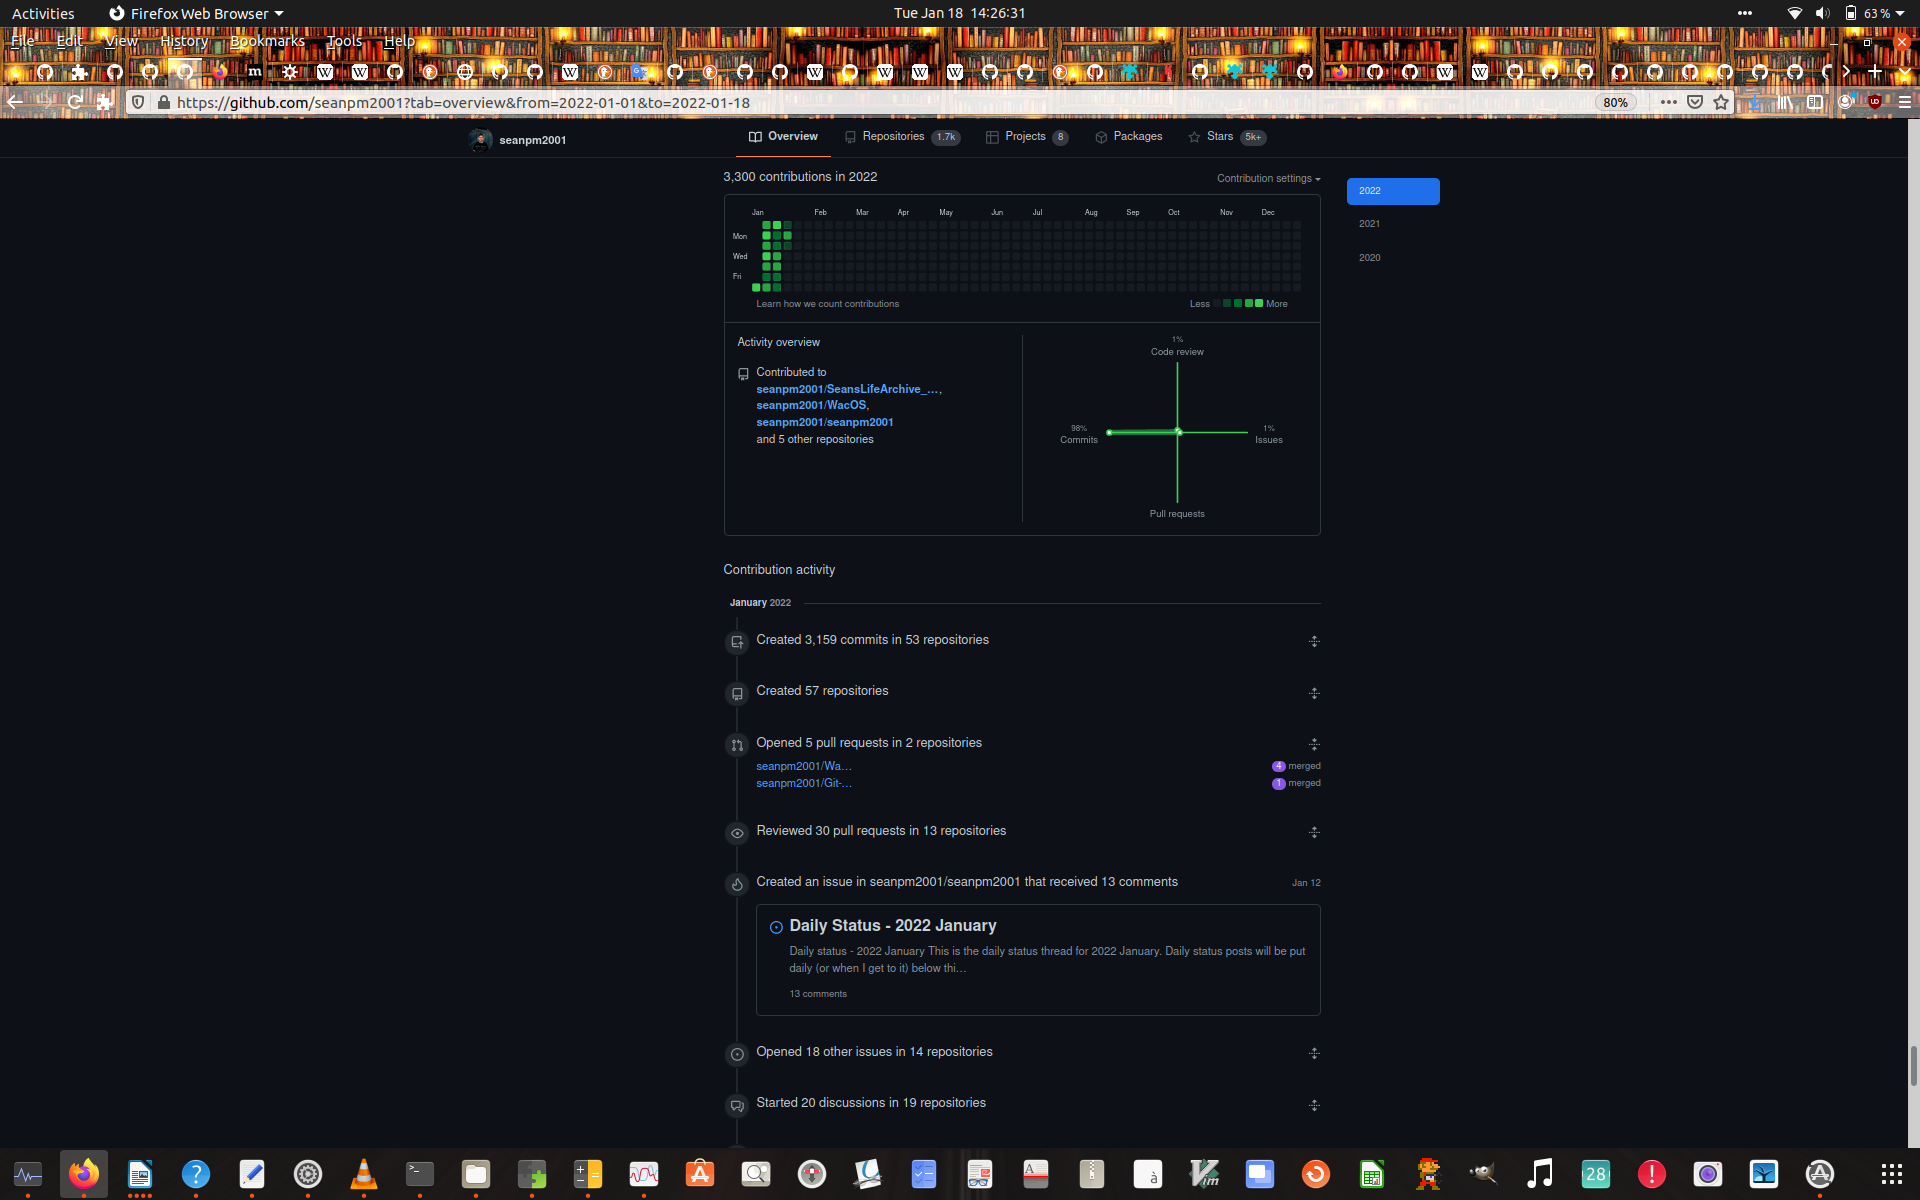 Activities
Firefox Web Browser
Tue Jan 18 14:26:31
63 %
File Edit View History Bookmarks Tools Help
https://github.com/seanpm2001?tab=overview&from=2022-01-01&to=2022-01-18
80%
seanpm2001
Overview
Repositories 1.7k
Projects 8
Packages
Stars 5k+
3,300 contributions in 2022
Contribution settings
2022
2021
2020
Jan Feb Mar Apr May Jun Jul Aug Sep Oct Nov Dec
Mon
Wed
Fri
Learn how we count contributions
Less More
Activity overview
Contributed to
seanpm2001/SeansLifeArchive_…,
seanpm2001/WacOS,
seanpm2001/seanpm2001
and 5 other repositories
1%
Code review
98%
Commits
1%
Issues
Pull requests
Contribution activity
January 2022
Created 3,159 commits in 53 repositories
Created 57 repositories
Opened 5 pull requests in 2 repositories
seanpm2001/Wa… 4 merged
seanpm2001/Git-… 1 merged
Reviewed 30 pull requests in 13 repositories
Created an issue in seanpm2001/seanpm2001 that received 13 comments Jan 12
Daily Status - 2022 January
Daily status - 2022 January This is the daily status thread for 2022 January. Daily status posts will be put
daily (or when I get to it) below thi…
13 comments
Opened 18 other issues in 14 repositories
Started 20 discussions in 19 repositories
28